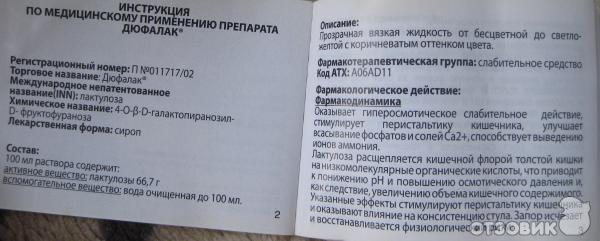 ИНСТРУКЦИЯ
ПО МЕДИЦИНСКОМУ ПРИМЕНЕНИЮ ПРЕПАРАТА
ДЮФАЛАК®
Регистрационный номер: П №011717/02
Торговое название: Дюфалак®
Международное непатентованное
название(INN): лактулоза
Химическое название: 4-О-β-D-галактопиранозил-
D- фруктофураноза
Лекарственная форма: сироп
Состав:
100 мл раствора содержит:
активное вещество: лактулозы 66,7 г
вспомогательное вещество: вода очищенная до 100 мл.
2
Описание:
Прозрачная вязкая жидкость от бесцветной до светло-
желтой с коричневатым оттенком цвета.
Фармакотерапевтическая группа: слабительное средство
Код АТХ: A06AD11
Фармакологическое действие:
Фармакодинамика
Оказывает гиперосмотическое слабительное действие,
стимулирует перистальтику кишечника, улучшает
всасывание фосфатов и солей Са2+, способствует выведению
ионов аммония.
Лактулоза расщепляется кишечной флорой толстой кишки
на низкомолекулярные органические кислоты, что приводит
к понижению pH и повышению осмотического давления и,
как следствие, увеличению объема кишечного содержимого.
Указанные эффекты стимулируют перистальтику кишечника
и оказывают влияние на консистенцию стула. Запор исчезает
и восстанавливается физиологический
3
ОТЗОВИК